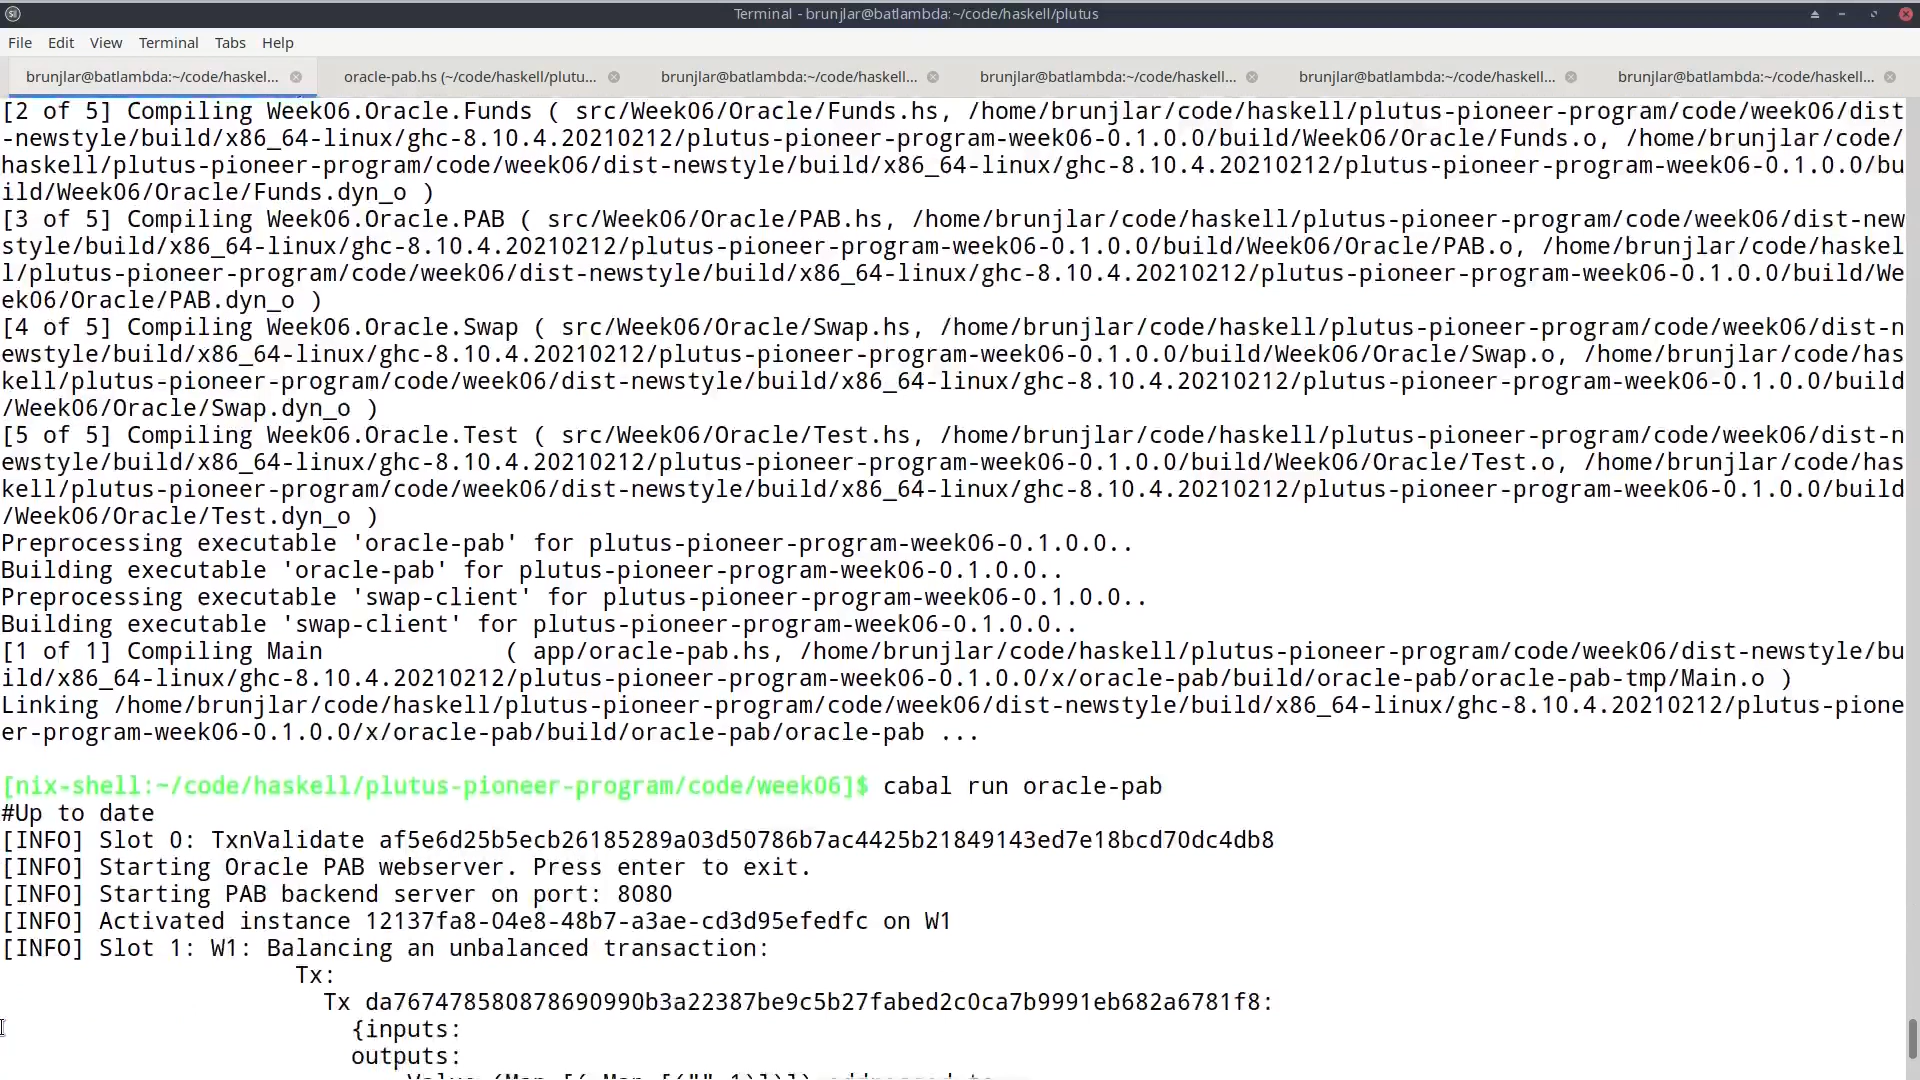 Terminal - brunjlar@batlambda:~/code/haskell/plutus
File Edit View Terminal Tabs Help
brunjlar@batlambda:~/code/haskel... oracle-pab.hs (~/code/haskell/plutu... brunjlar@batlambda:~/code/haskell... brunjlar@batlambda:~/code/haskell... brunjlar@batlambda:~/code/haskell... brunjlar@batlambda:~/code/haskell...
[2 of 5] Compiling Week06.Oracle.Funds ( src/Week06/Oracle/Funds.hs, /home/brunjlar/code/haskell/plutus-pioneer-program/code/week06/dist
-newstyle/build/x86_64-linux/ghc-8.10.4.20210212/plutus-pioneer-program-week06-0.1.0.0/build/Week06/Oracle/Funds.o, /home/brunjlar/code/
haskell/plutus-pioneer-program/code/week06/dist-newstyle/build/x86_64-linux/ghc-8.10.4.20210212/plutus-pioneer-program-week06-0.1.0.0/bu
ild/Week06/Oracle/Funds.dyn_o )
[3 of 5] Compiling Week06.Oracle.PAB ( src/Week06/Oracle/PAB.hs, /home/brunjlar/code/haskell/plutus-pioneer-program/code/week06/dist-new
style/build/x86_64-linux/ghc-8.10.4.20210212/plutus-pioneer-program-week06-0.1.0.0/build/Week06/Oracle/PAB.o, /home/brunjlar/code/haskel
l/plutus-pioneer-program/code/week06/dist-newstyle/build/x86_64-linux/ghc-8.10.4.20210212/plutus-pioneer-program-week06-0.1.0.0/build/We
ek06/Oracle/PAB.dyn_o )
[4 of 5] Compiling Week06.Oracle.Swap ( src/Week06/Oracle/Swap.hs, /home/brunjlar/code/haskell/plutus-pioneer-program/code/week06/dist-n
ewstyle/build/x86_64-linux/ghc-8.10.4.20210212/plutus-pioneer-program-week06-0.1.0.0/build/Week06/Oracle/Swap.o, /home/brunjlar/code/has
kell/plutus-pioneer-program/code/week06/dist-newstyle/build/x86_64-linux/ghc-8.10.4.20210212/plutus-pioneer-program-week06-0.1.0.0/build
/Week06/Oracle/Swap.dyn_o )
[5 of 5] Compiling Week06.Oracle.Test ( src/Week06/Oracle/Test.hs, /home/brunjlar/code/haskell/plutus-pioneer-program/code/week06/dist-n
ewstyle/build/x86_64-linux/ghc-8.10.4.20210212/plutus-pioneer-program-week06-0.1.0.0/build/Week06/Oracle/Test.o, /home/brunjlar/code/has
kell/plutus-pioneer-program/code/week06/dist-newstyle/build/x86_64-linux/ghc-8.10.4.20210212/plutus-pioneer-program-week06-0.1.0.0/build
/Week06/Oracle/Test.dyn_o )
Preprocessing executable 'oracle-pab' for plutus-pioneer-program-week06-0.1.0.0..
Building executable 'oracle-pab' for plutus-pioneer-program-week06-0.1.0.0..
Preprocessing executable 'swap-client' for plutus-pioneer-program-week06-0.1.0.0..
Building executable 'swap-client' for plutus-pioneer-program-week06-0.1.0.0..
[1 of 1] Compiling Main ( app/oracle-pab.hs, /home/brunjlar/code/haskell/plutus-pioneer-program/code/week06/dist-newstyle/bu
ild/x86_64-linux/ghc-8.10.4.20210212/plutus-pioneer-program-week06-0.1.0.0/x/oracle-pab/build/oracle-pab/oracle-pab-tmp/Main.o )
Linking /home/brunjlar/code/haskell/plutus-pioneer-program/code/week06/dist-newstyle/build/x86_64-linux/ghc-8.10.4.20210212/plutus-pione
er-program-week06-0.1.0.0/x/oracle-pab/build/oracle-pab/oracle-pab ...
[nix-shell:~/code/haskell/plutus-pioneer-program/code/week06]$ cabal run oracle-pab
#Up to date
[INFO] Slot 0: TxnValidate af5e6d25b5ecb26185289a03d50786b7ac4425b21849143ed7e18bcd70dc4db8
[INFO] Starting Oracle PAB webserver. Press enter to exit.
[INFO] Starting PAB backend server on port: 8080
[INFO] Activated instance 12137fa8-04e8-48b7-a3ae-cd3d95efedfc on W1
[INFO] Slot 1: W1: Balancing an unbalanced transaction:
Tx:
Tx da767478580878690990b3a22387be9c5b27fabed2c0ca7b9991eb682a6781f8:
{inputs:
outputs: